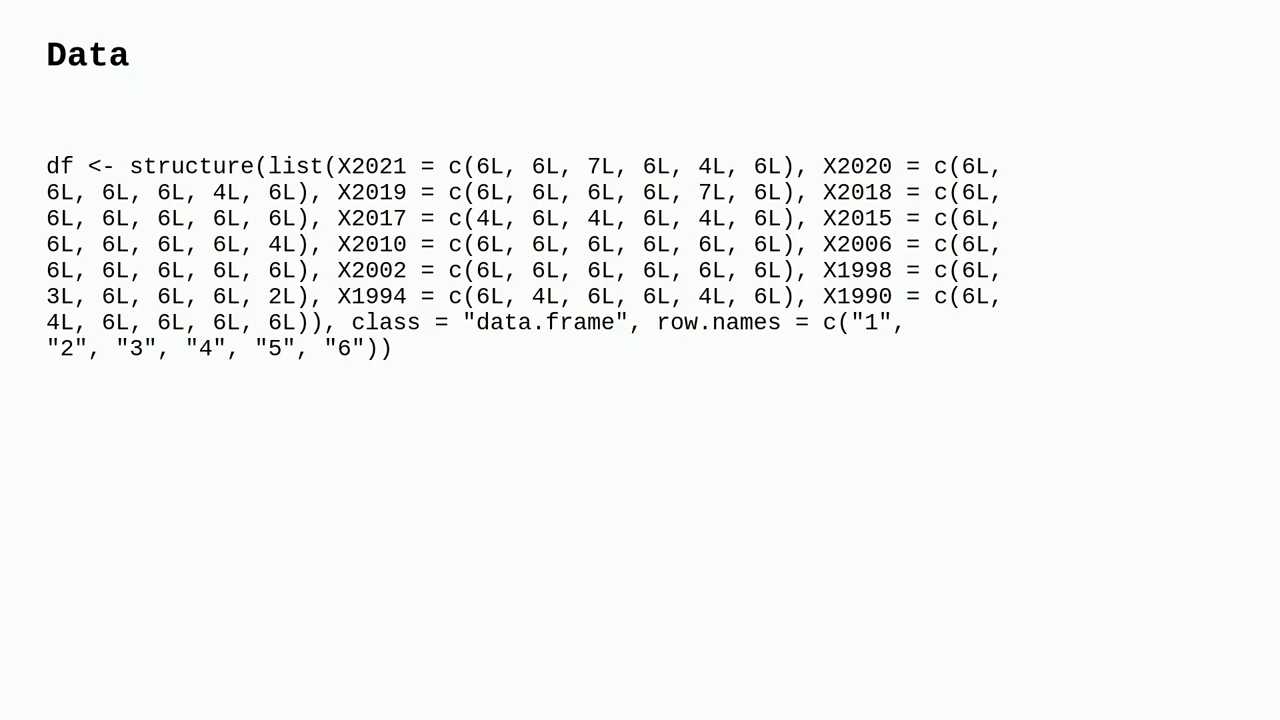 Data
df <- structure(list(X2021 = c(6L, 6L, 7L, 6L, 4L, 6L), X2020 = c(6L,
6L, 6L, 6L, 4L, 6L), X2019 = c(6L, 6L, 6L, 6L, 7L, 6L), X2018 = c(6L,
6L, 6L, 6L, 6L, 6L), X2017 = c(4L, 6L, 4L, 6L, 4L, 6L), X2015 = c(6L,
6L, 6L, 6L, 6L, 4L), X2010 = c(6L, 6L, 6L, 6L, 6L, 6L), X2006 = c(6L,
6L, 6L, 6L, 6L, 6L), X2002 = c(6L, 6L, 6L, 6L, 6L, 6L), X1998 = c(6L,
3L, 6L, 6L, 6L, 2L), X1994 = c(6L, 4L, 6L, 6L, 4L, 6L), X1990 = c(6L,
4L, 6L, 6L, 6L, 6L)), class = "data.frame", row.names = c("1",
"2", "3", "4", "5", "6"))